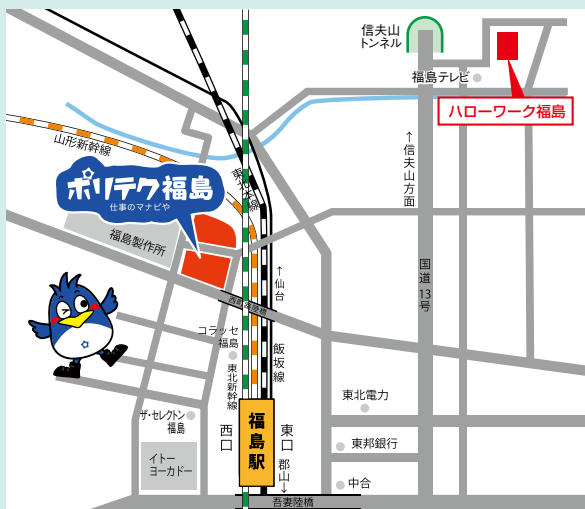 信夫山
トンネル
福島テレビ
ハローワーク福島
←信夫山方面
山形新幹線
東北本線
ポリテク福島
仕事のマナビや
福島製作所
←仙台
国道13号
西町跨線橋
コラッセ
福島
東北新幹線
飯坂線
東北電力
ザ・セレクトン
福島
西口
福島駅
東口
東邦銀行
イトー
ヨーカドー
郡山→
中合
吾妻陸橋